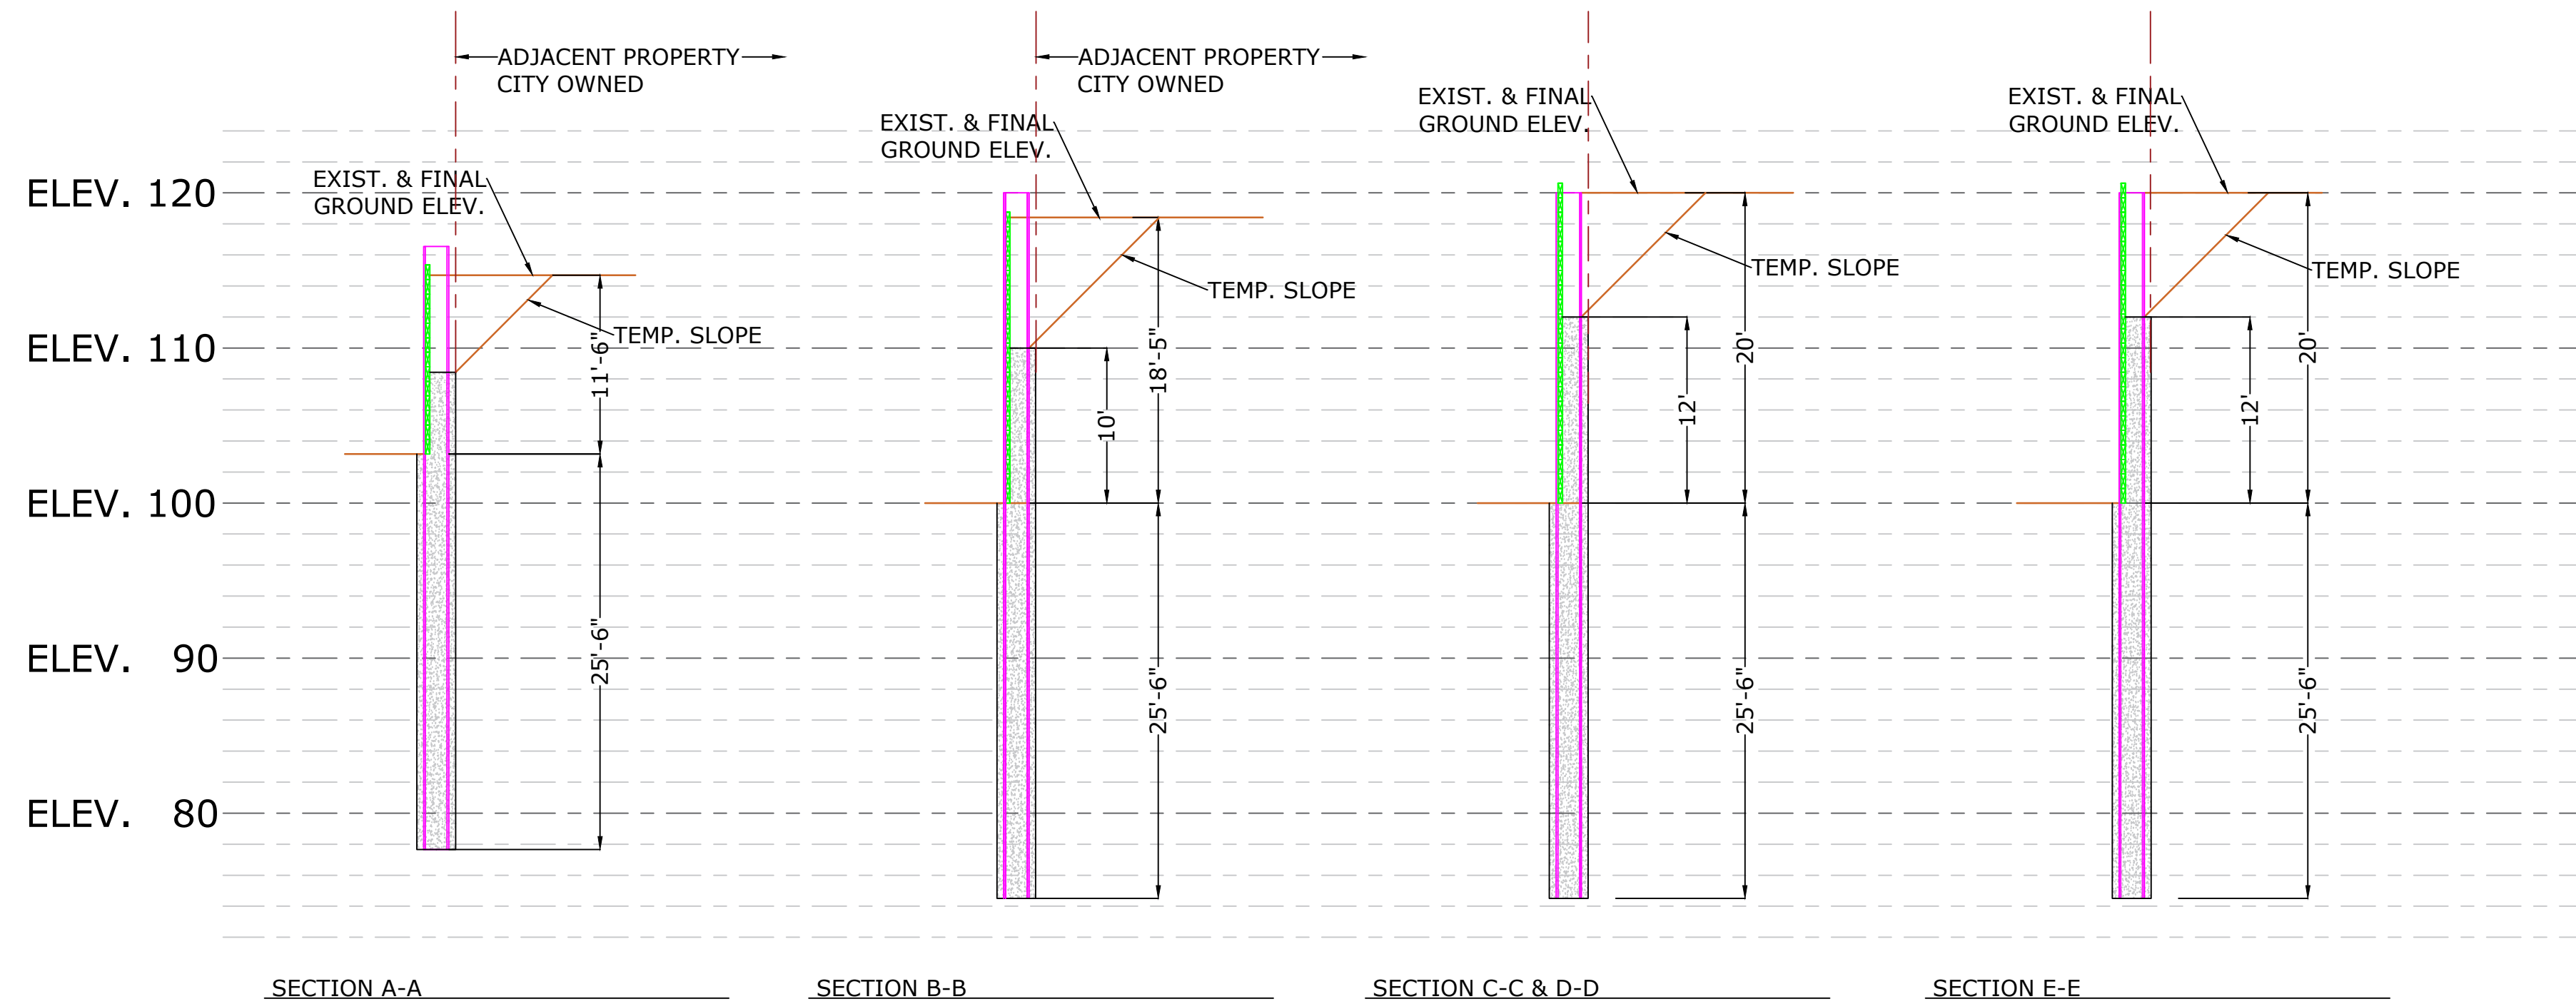 ADJACENT PROPERTY
CITY OWNED
ADJACENT PROPERTY
CITY OWNED
EXIST. & FINAL
GROUND ELEV.
EXIST. & FINAL
GROUND ELEV.
EXIST. & FINAL
GROUND ELEV.
EXIST. & FINAL
GROUND ELEV.
ELEV. 120
ELEV. 110
ELEV. 100
ELEV. 90
ELEV. 80
TEMP. SLOPE
11'-6"
25'-6"
TEMP. SLOPE
10'
18'-5"
25'-6"
TEMP. SLOPE
12'
20'
25'-6"
TEMP. SLOPE
12'
20'
25'-6"
SECTION A-A
SECTION B-B
SECTION C-C & D-D
SECTION E-E